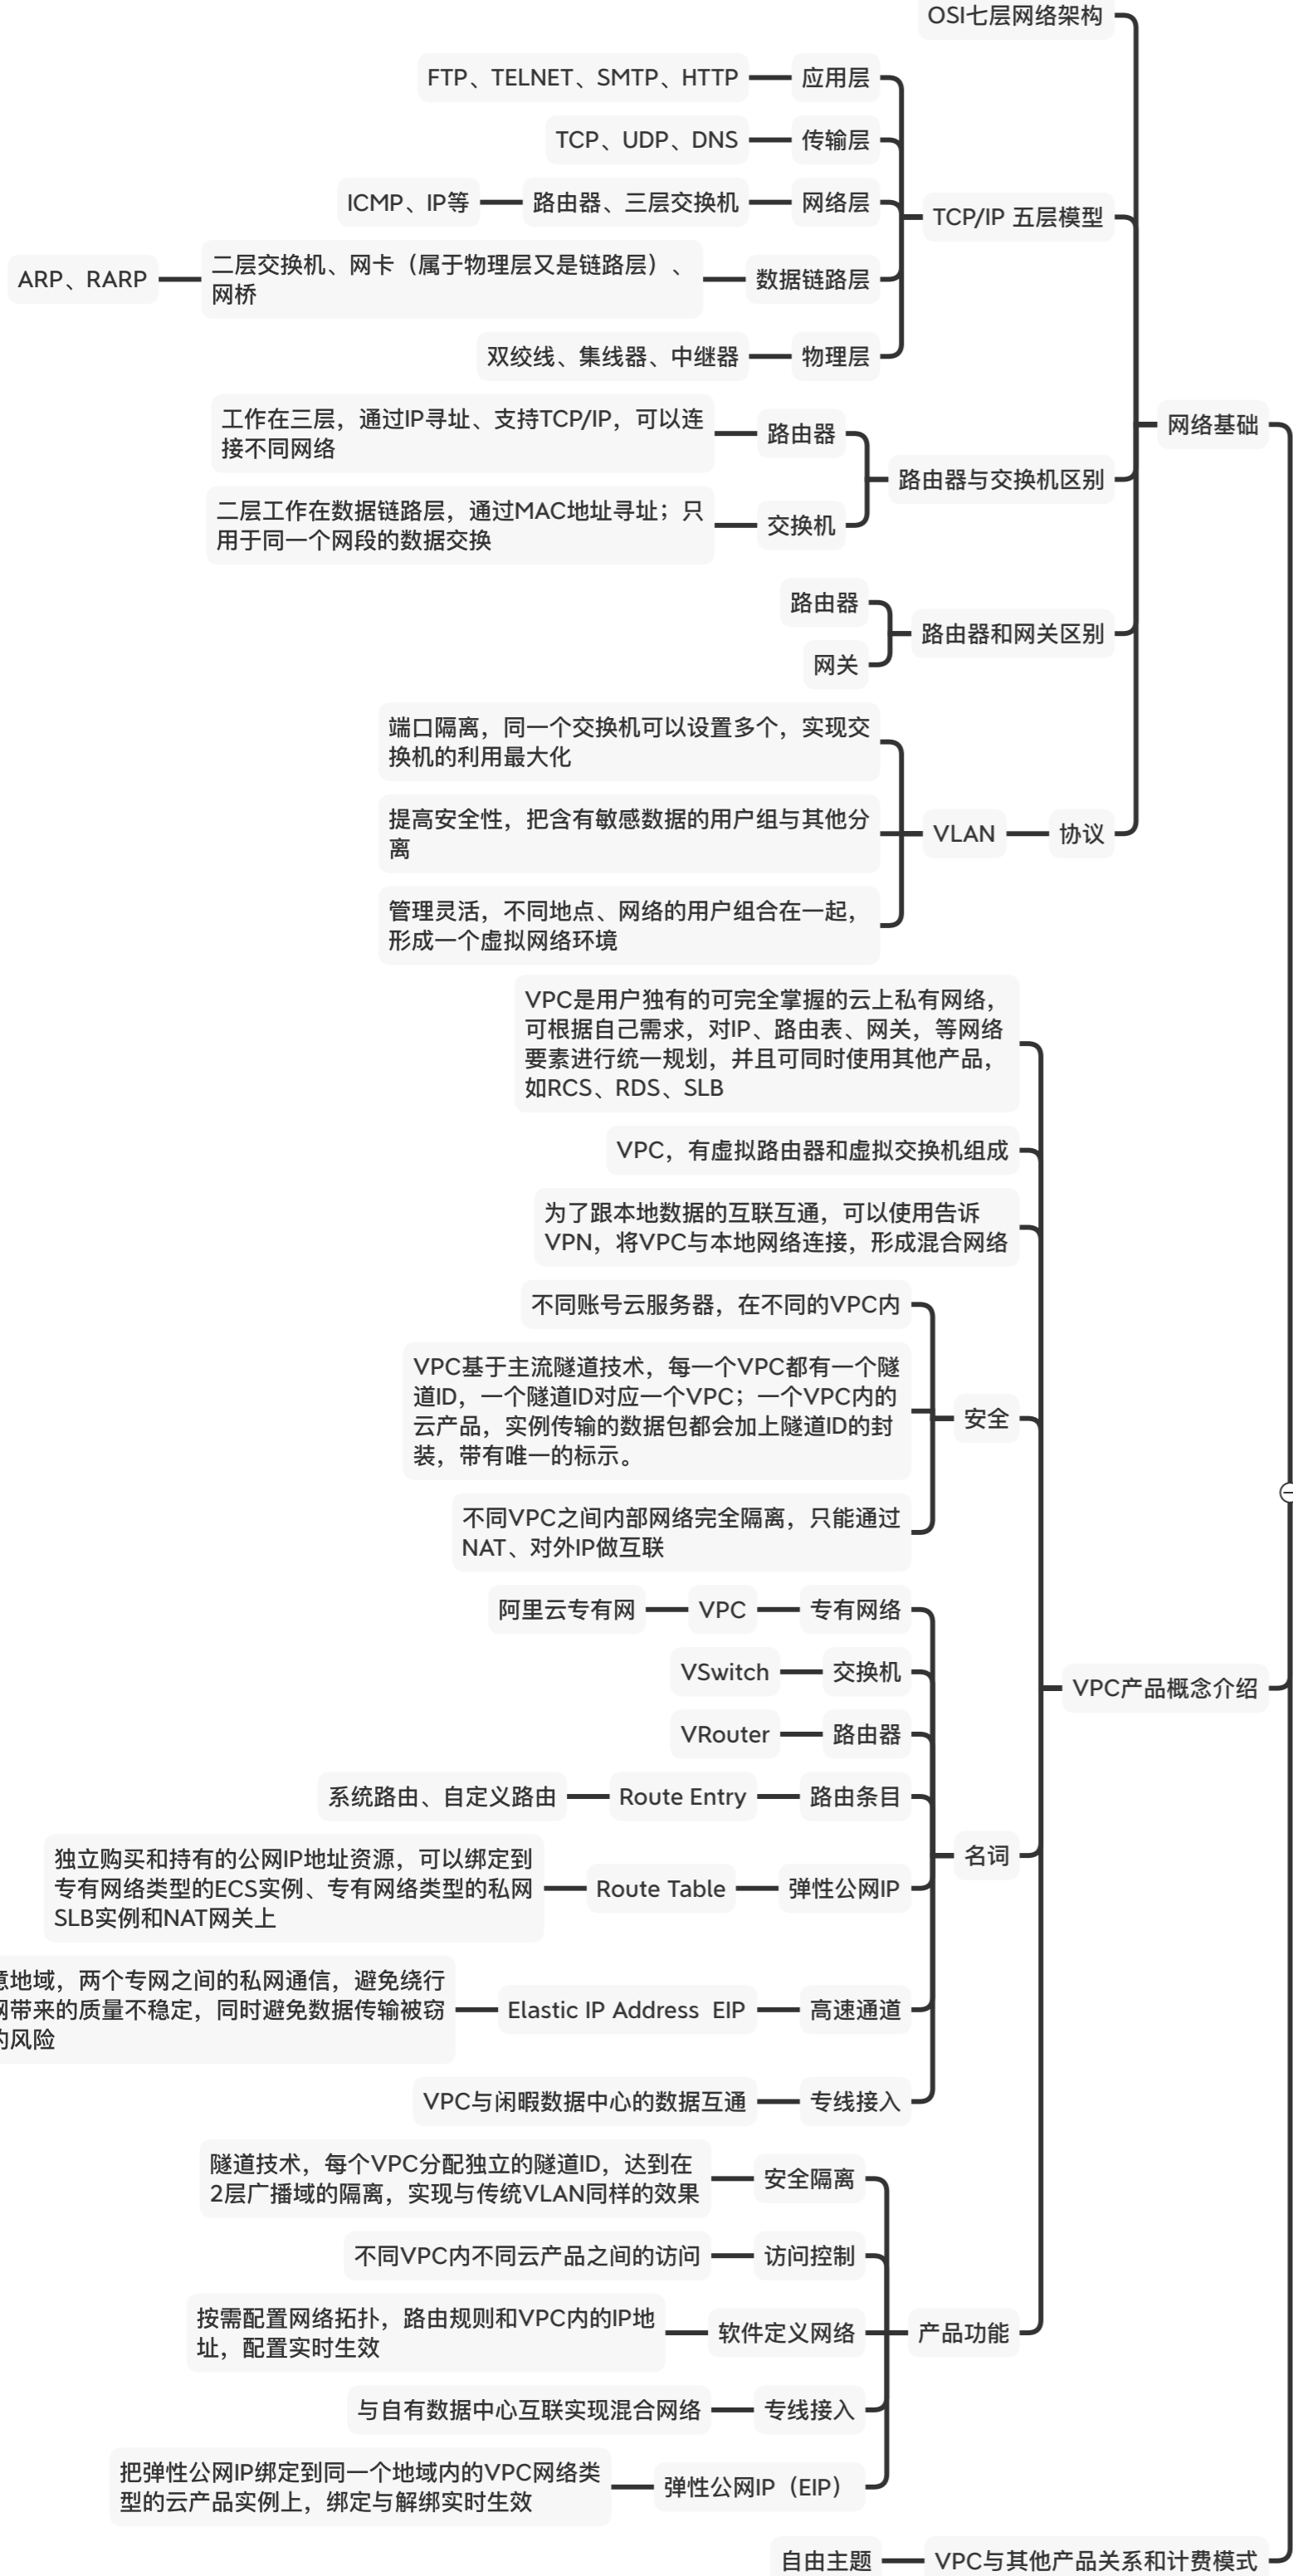 OSI七层网络架构
FTP、TELNET、SMTP、HTTP
应用层
TCP、UDP、DNS
传输层
ICMP、IP等
路由器、三层交换机
网络层
TCP/IP 五层模型
ARP、RARP
二层交换机、网卡（属于物理层又是链路层）、
网桥
数据链路层
双绞线、集线器、中继器
物理层
工作在三层，通过IP寻址、支持TCP/IP，可以连
接不同网络
路由器
网络基础
路由器与交换机区别
二层工作在数据链路层，通过MAC地址寻址；只
用于同一个网段的数据交换
交换机
路由器
路由器和网关区别
网关
端口隔离，同一个交换机可以设置多个，实现交
换机的利用最大化
提高安全性，把含有敏感数据的用户组与其他分
离
VLAN
协议
管理灵活，不同地点、网络的用户组合在一起，
形成一个虚拟网络环境
VPC是用户独有的可完全掌握的云上私有网络，
可根据自己需求，对IP、路由表、网关，等网络
要素进行统一规划，并且可同时使用其他产品，
如RCS、RDS、SLB
VPC，有虚拟路由器和虚拟交换机组成
为了跟本地数据的互联互通，可以使用告诉
VPN，将VPC与本地网络连接，形成混合网络
不同账号云服务器，在不同的VPC内
VPC基于主流隧道技术，每一个VPC都有一个隧
道ID，一个隧道ID对应一个VPC；一个VPC内的
云产品，实例传输的数据包都会加上隧道ID的封
装，带有唯一的标示。
安全
不同VPC之间内部网络完全隔离，只能通过
NAT、对外IP做互联
阿里云专有网
VPC
专有网络
VSwitch
交换机
VPC产品概念介绍
VRouter
路由器
系统路由、自定义路由
Route Entry
路由条目
名词
独立购买和持有的公网IP地址资源，可以绑定到
专有网络类型的ECS实例、专有网络类型的私网
SLB实例和NAT网关上
Route Table
弹性公网IP
意地域，两个专网之间的私网通信，避免绕行
网带来的质量不稳定，同时避免数据传输被窃
的风险
Elastic IP Address  EIP
高速通道
VPC与闲暇数据中心的数据互通
专线接入
隧道技术，每个VPC分配独立的隧道ID，达到在
2层广播域的隔离，实现与传统VLAN同样的效果
安全隔离
不同VPC内不同云产品之间的访问
访问控制
按需配置网络拓扑，路由规则和VPC内的IP地
址，配置实时生效
软件定义网络
产品功能
与自有数据中心互联实现混合网络
专线接入
把弹性公网IP绑定到同一个地域内的VPC网络类
型的云产品实例上，绑定与解绑实时生效
弹性公网IP（EIP）
自由主题
VPC与其他产品关系和计费模式